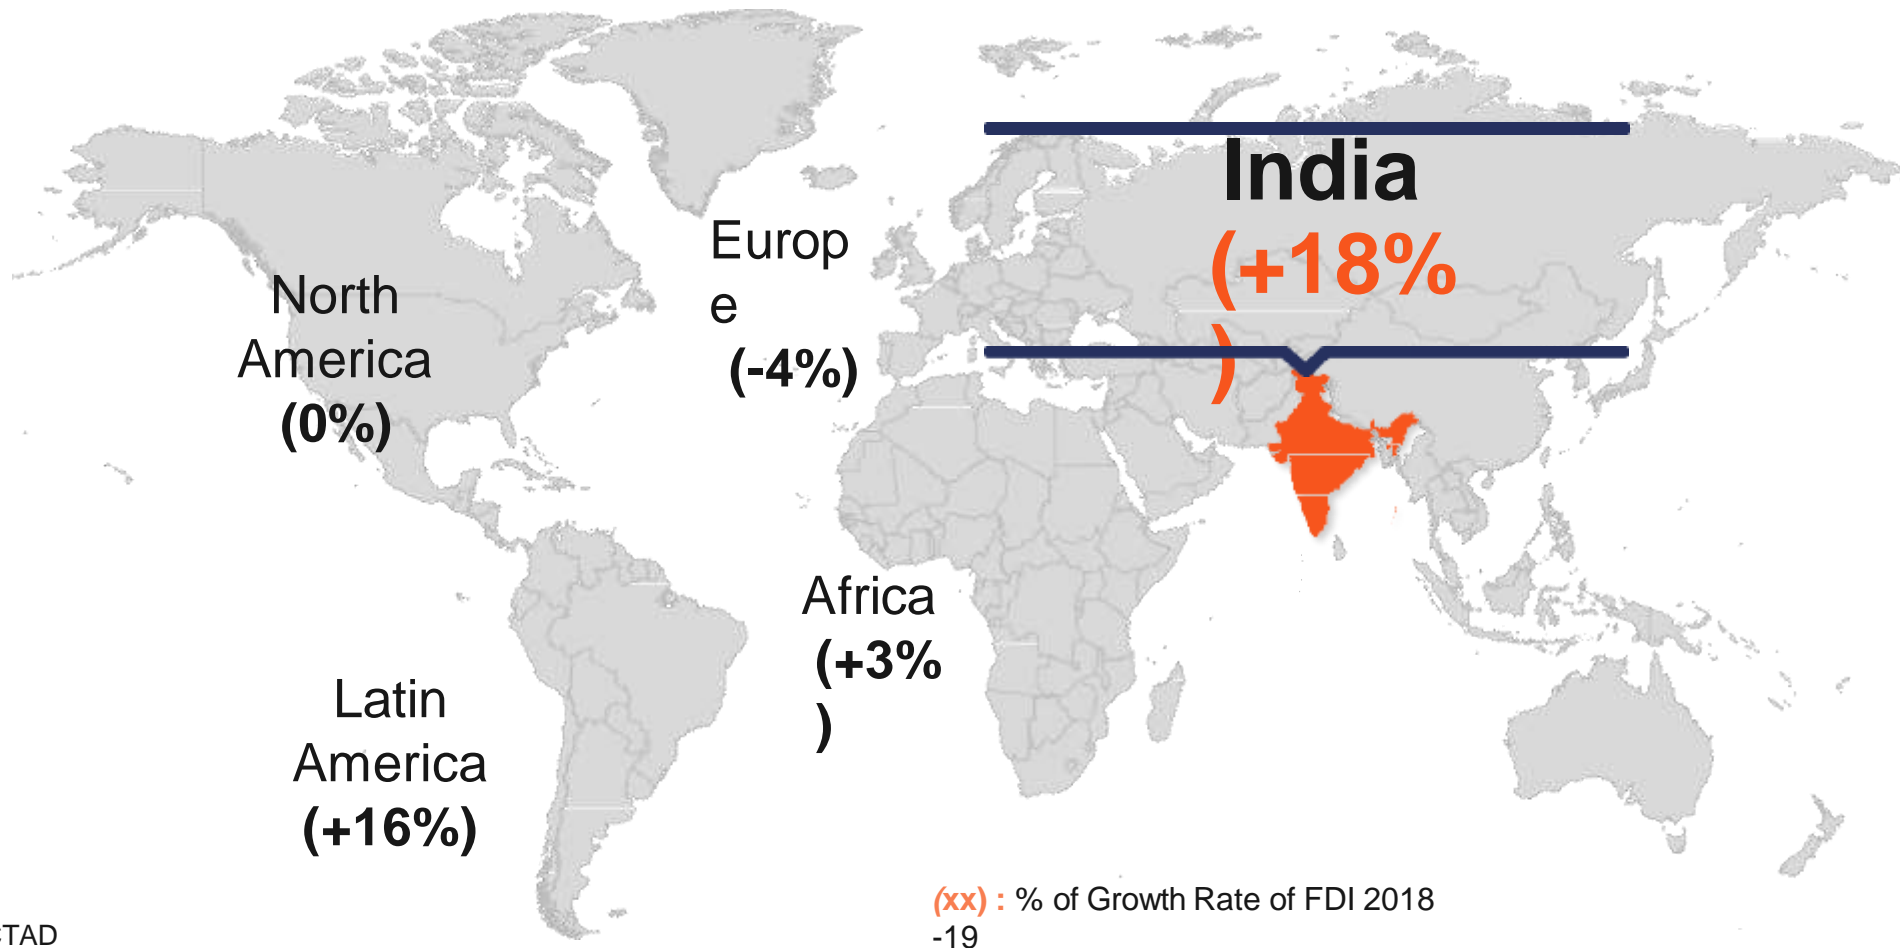 India
(+18%
)
Europ
e
(-4%)
North
America
(0%)
Africa
(+3%
)
Latin
America
(+16%)
(xx) : % of Growth Rate of FDI 2018
-19
CTAD